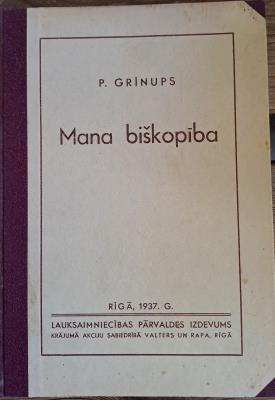 P. GRĪNUPS
Mana biškopība
RĪGĀ, 1937. G.
LAUKSAIMNIECĪBAS PĀRVALDES IZDEVUMS
KRĀJUMĀ AKCIJU SABIEDRĪBĀ VALTERS UN RAPA, RĪGĀ